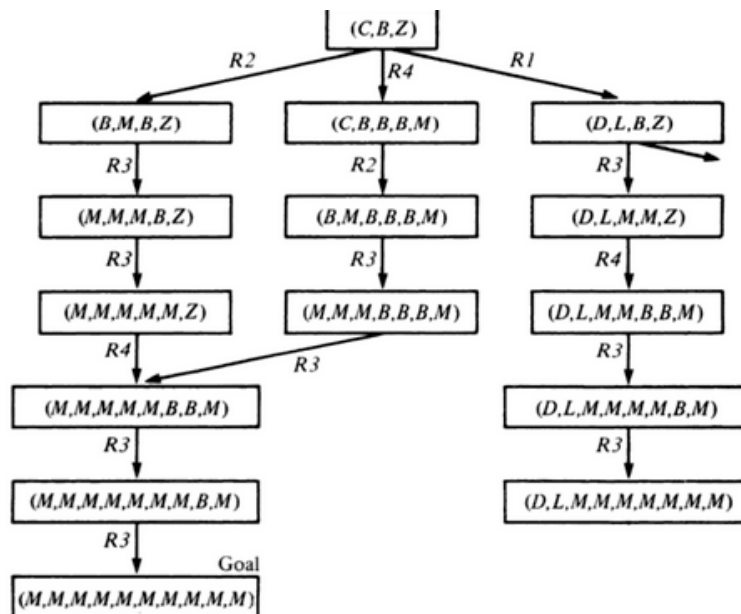 (C,B,Z)
R2 R4 R1
(B,M,B,Z) (C,B,B,B,M) (D,L,B,Z)
R3 R2 R3
(M,M,M,B,Z) (B,M,B,B,B,M) (D,L,M,M,Z)
R3 R3 R4
(M,M,M,M,M,Z) (M,M,M,B,B,B,M) (D,L,M,M,B,B,M)
R4 R3 R3
(M,M,M,M,M,B,B,M) (D,L,M,M,M,M,B,M)
R3 R3
(M,M,M,M,M,M,M,B,M) (D,L,M,M,M,M,M,M,M)
R3 Goal
(M,M,M,M,M,M,M,M,M,M)